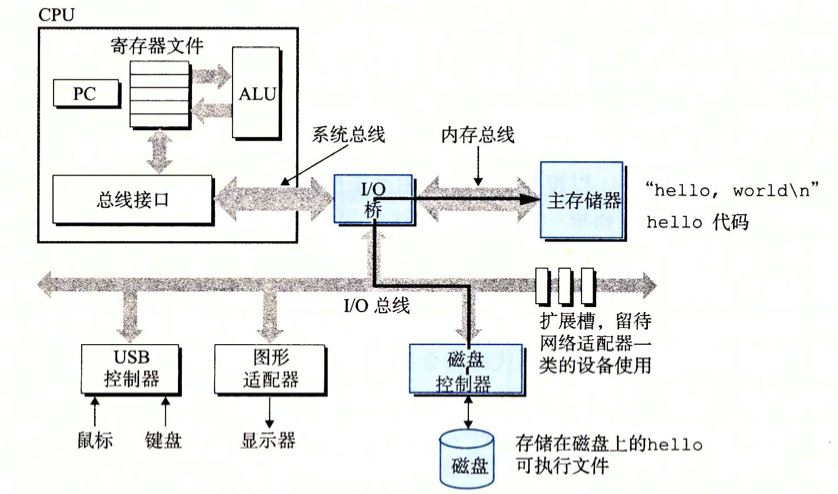 CPU
寄存器文件
PC
ALU
系统总线
内存总线
总线接口
I/O
桥
主存储器
“hello, world\n”
hello 代码
I/O 总线
扩展槽，留待
网络适配器一
类的设备使用
USB
控制器
图形
适配器
磁盘
控制器
鼠标
键盘
显示器
磁盘
存储在磁盘上的hello
可执行文件